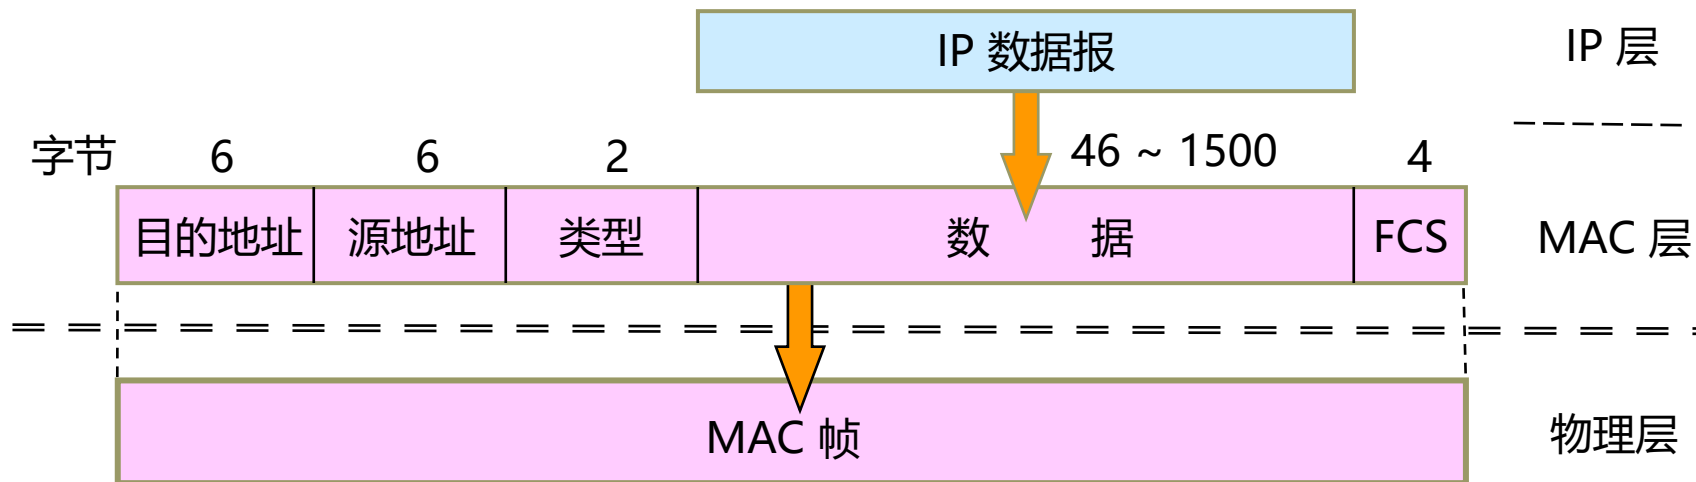 IP 数据报 IP 层
字节 6 6 2 46 ~ 1500 4
目的地址 源地址 类型 数 据 FCS MAC 层
MAC 帧 物理层